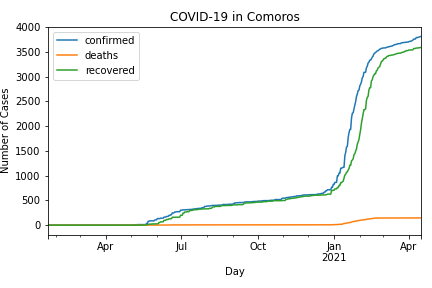 COVID-19 in Comoros
confirmed
deaths
recovered
4000
3500
3000
2500
2000
1500
1000
500
0
Number of Cases
Apr
Jul
Oct
Jan
2021
Apr
Day